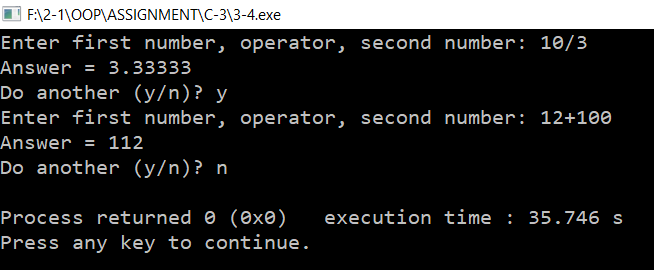 F:\2-1\OOP\ASSIGNMENT\C-3\3-4.exe
Enter first number, operator, second number: 10/3
Answer = 3.33333
Do another (y/n)? y
Enter first number, operator, second number: 12+100
Answer = 112
Do another (y/n)? n
Process returned 0 (0x0)   execution time : 35.746 s
Press any key to continue.